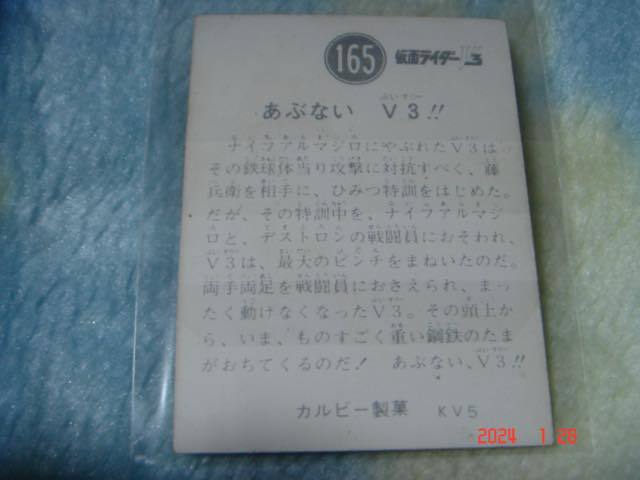 165 仮面ライダーV3
ぶいすりー
あぶない V3!!
ナイフアルマジロにやぶれたV3は
その鉄球体当り攻撃に対抗すべく、藤
兵衛を相手に、ひみつ特訓をはじめた。
だが、その特訓中を、ナイフアルマジ
ロと、デストロンの戦闘員におそわれ、
V3は、最大のピンチをまねいたのだ。
両手両足を戦闘員におさえられ、まっ
たく動けなくなったV3。その頭上か
ら、いま、ものすごく重い鋼鉄のたま
がおちてくるのだ! あぶない、V3!!
カルビー製菓 KV5
2024 1 28